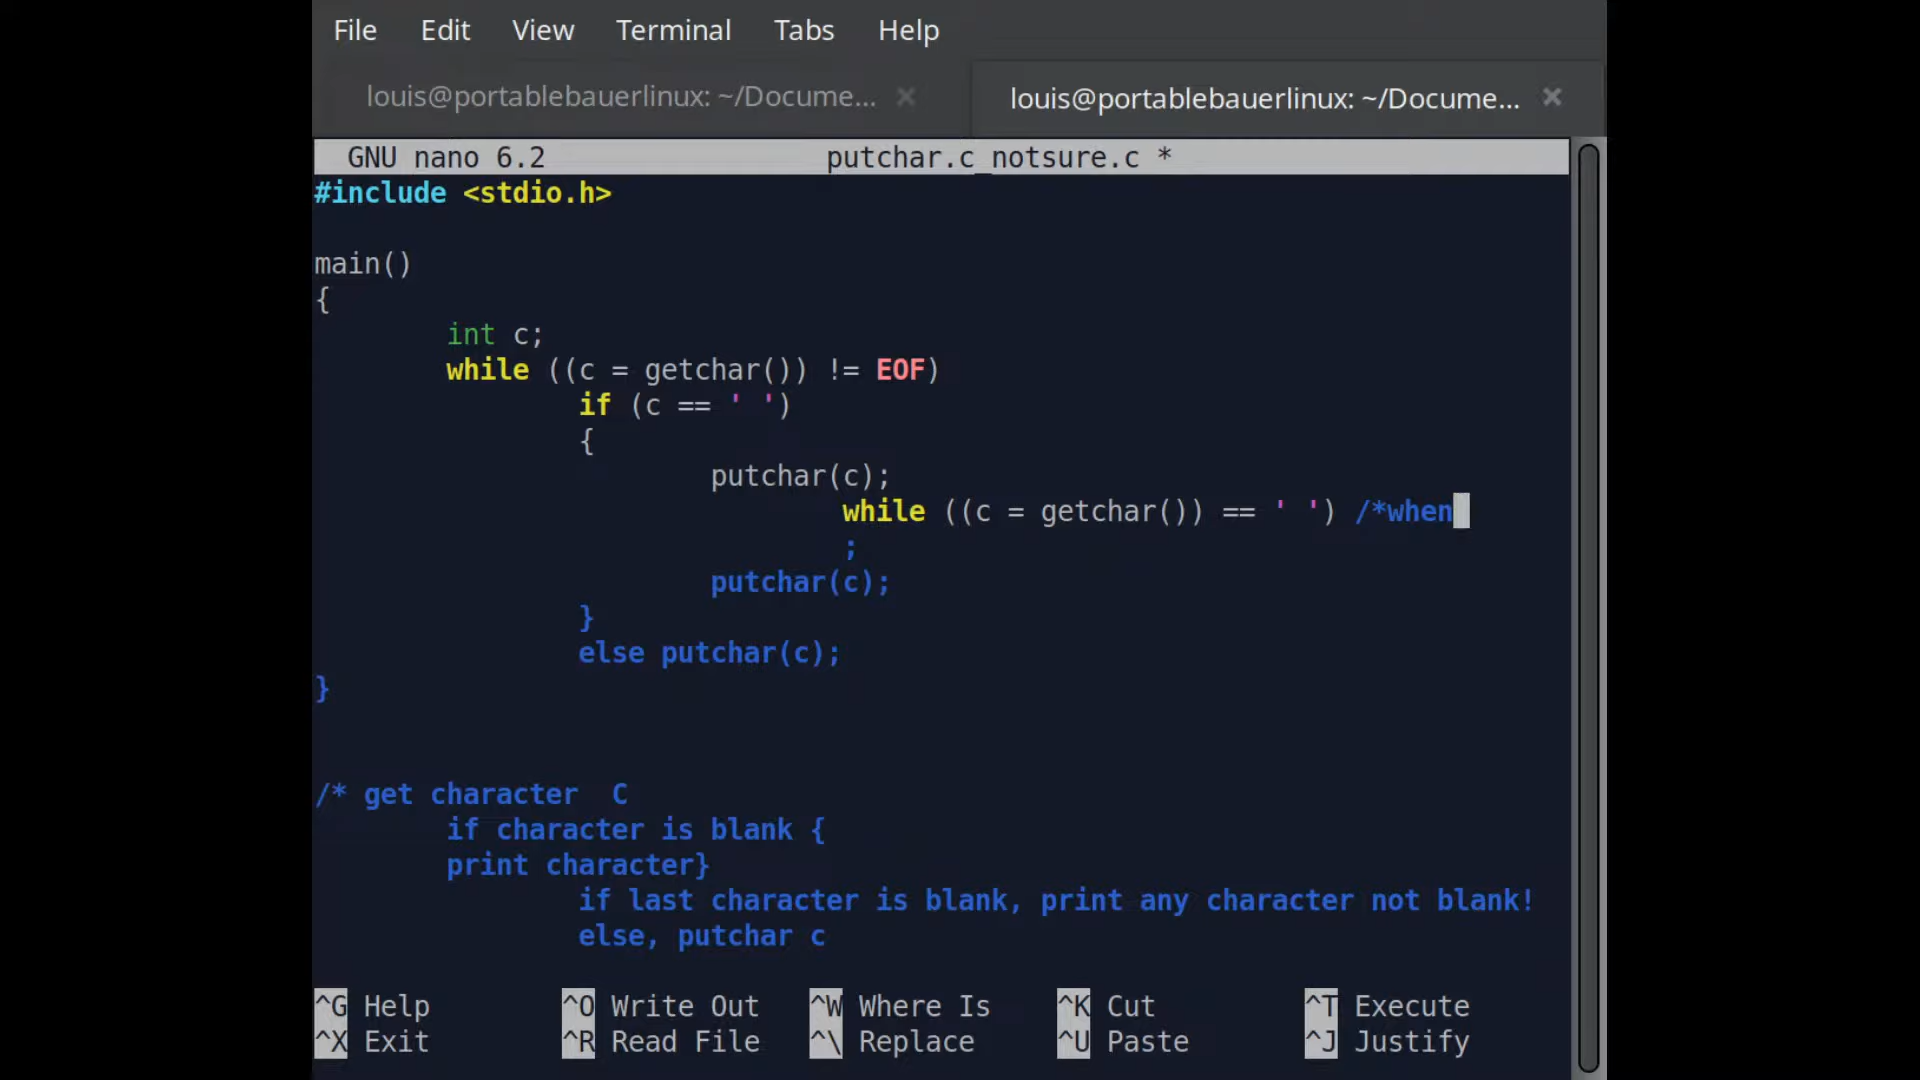 File Edit View Terminal Tabs Help
louis@portablebauerlinux: ~/Docume... × louis@portablebauerlinux: ~/Docume... ×
GNU nano 6.2 putchar.c_notsure.c *
#include <stdio.h>
main()
{
int c;
while ((c = getchar()) != EOF)
if (c == ' ')
{
putchar(c);
while ((c = getchar()) == ' ') /*when
;
putchar(c);
}
else putchar(c);
}
/* get character  C
if character is blank {
print character}
if last character is blank, print any character not blank!
else, putchar c
^G Help ^O Write Out ^W Where Is ^K Cut ^T Execute
^X Exit ^R Read File ^\ Replace ^U Paste ^J Justify